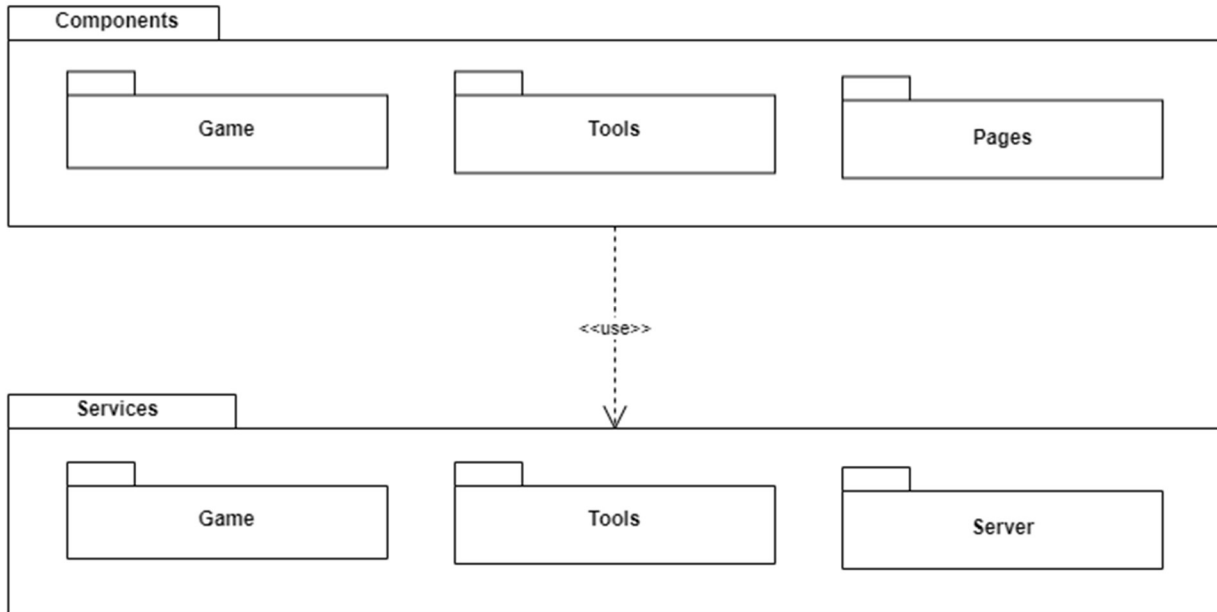 Components
Game
Tools
Pages
<<use>>
Services
Game
Tools
Server